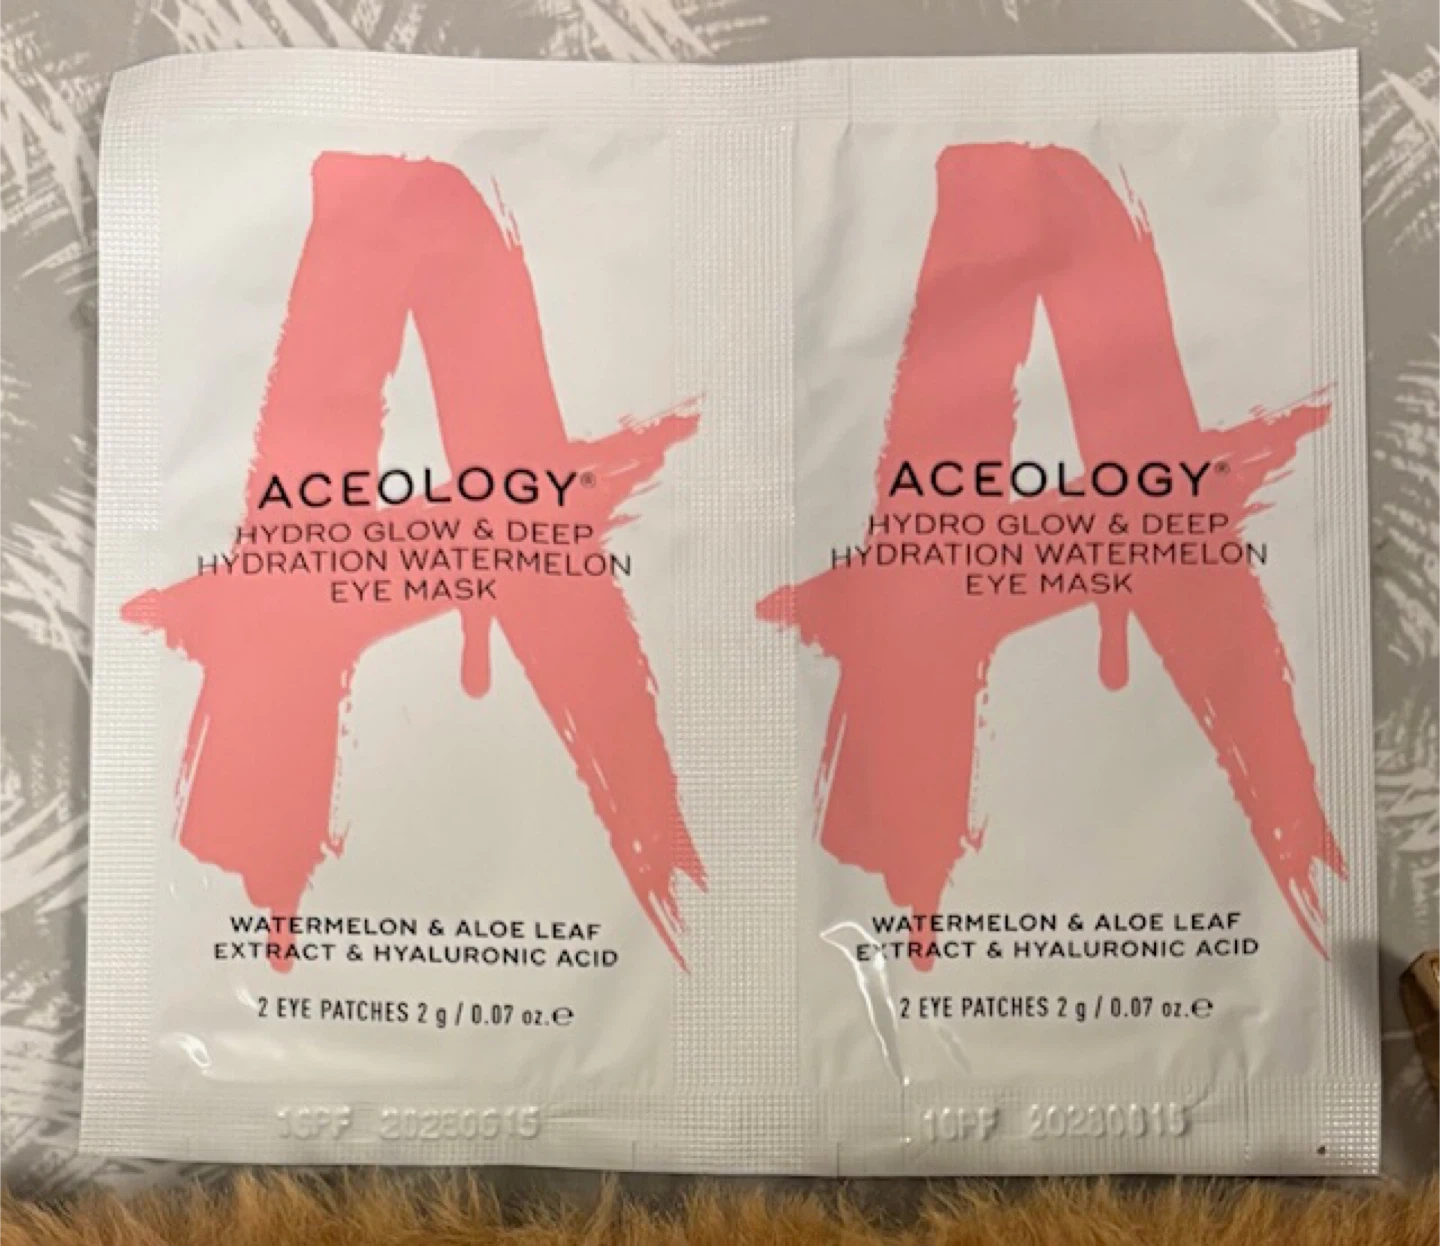 ACEOLOGY®
HYDRO GLOW & DEEP
HYDRATION WATERMELON
EYE MASK
WATERMELON & ALOE LEAF
EXTRACT & HYALURONIC ACID
2 EYE PATCHES 2 g / 0.07 oz.℮
ACEOLOGY®
HYDRO GLOW & DEEP
HYDRATION WATERMELON
EYE MASK
WATERMELON & ALOE LEAF
EXTRACT & HYALURONIC ACID
2 EYE PATCHES 2 g / 0.07 oz.℮